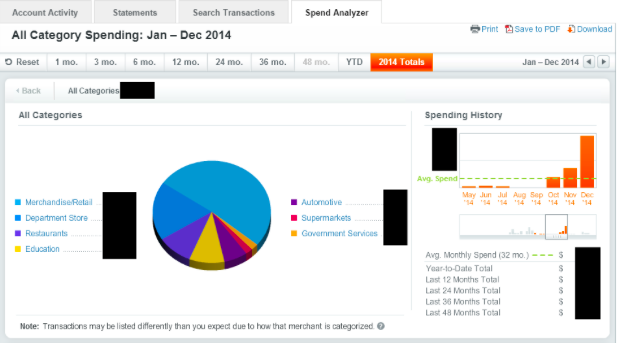 Account Activity Statements Search Transactions Spend Analyzer
All Category Spending: Jan – Dec 2014 Print Save to PDF Download
Reset 1 mo. 3 mo. 6 mo. 12 mo. 24 mo. 36 mo. 48 mo. YTD 2014 Totals Jan – Dec 2014
Back All Categories
All Categories
Merchandise/Retail
Department Store
Restaurants
Education
Automotive
Supermarkets
Government Services
Spending History
Avg. Spend
May Jun Jul Aug Sep Oct Nov Dec
'14 '14 '14 '14 '14 '14 '14 '14
Avg. Monthly Spend (32 mo.) $
Year-to-Date Total $
Last 12 Months Total $
Last 24 Months Total $
Last 36 Months Total $
Last 48 Months Total $
Note: Transactions may be listed differently than you expect due to how that merchant is categorized. ?